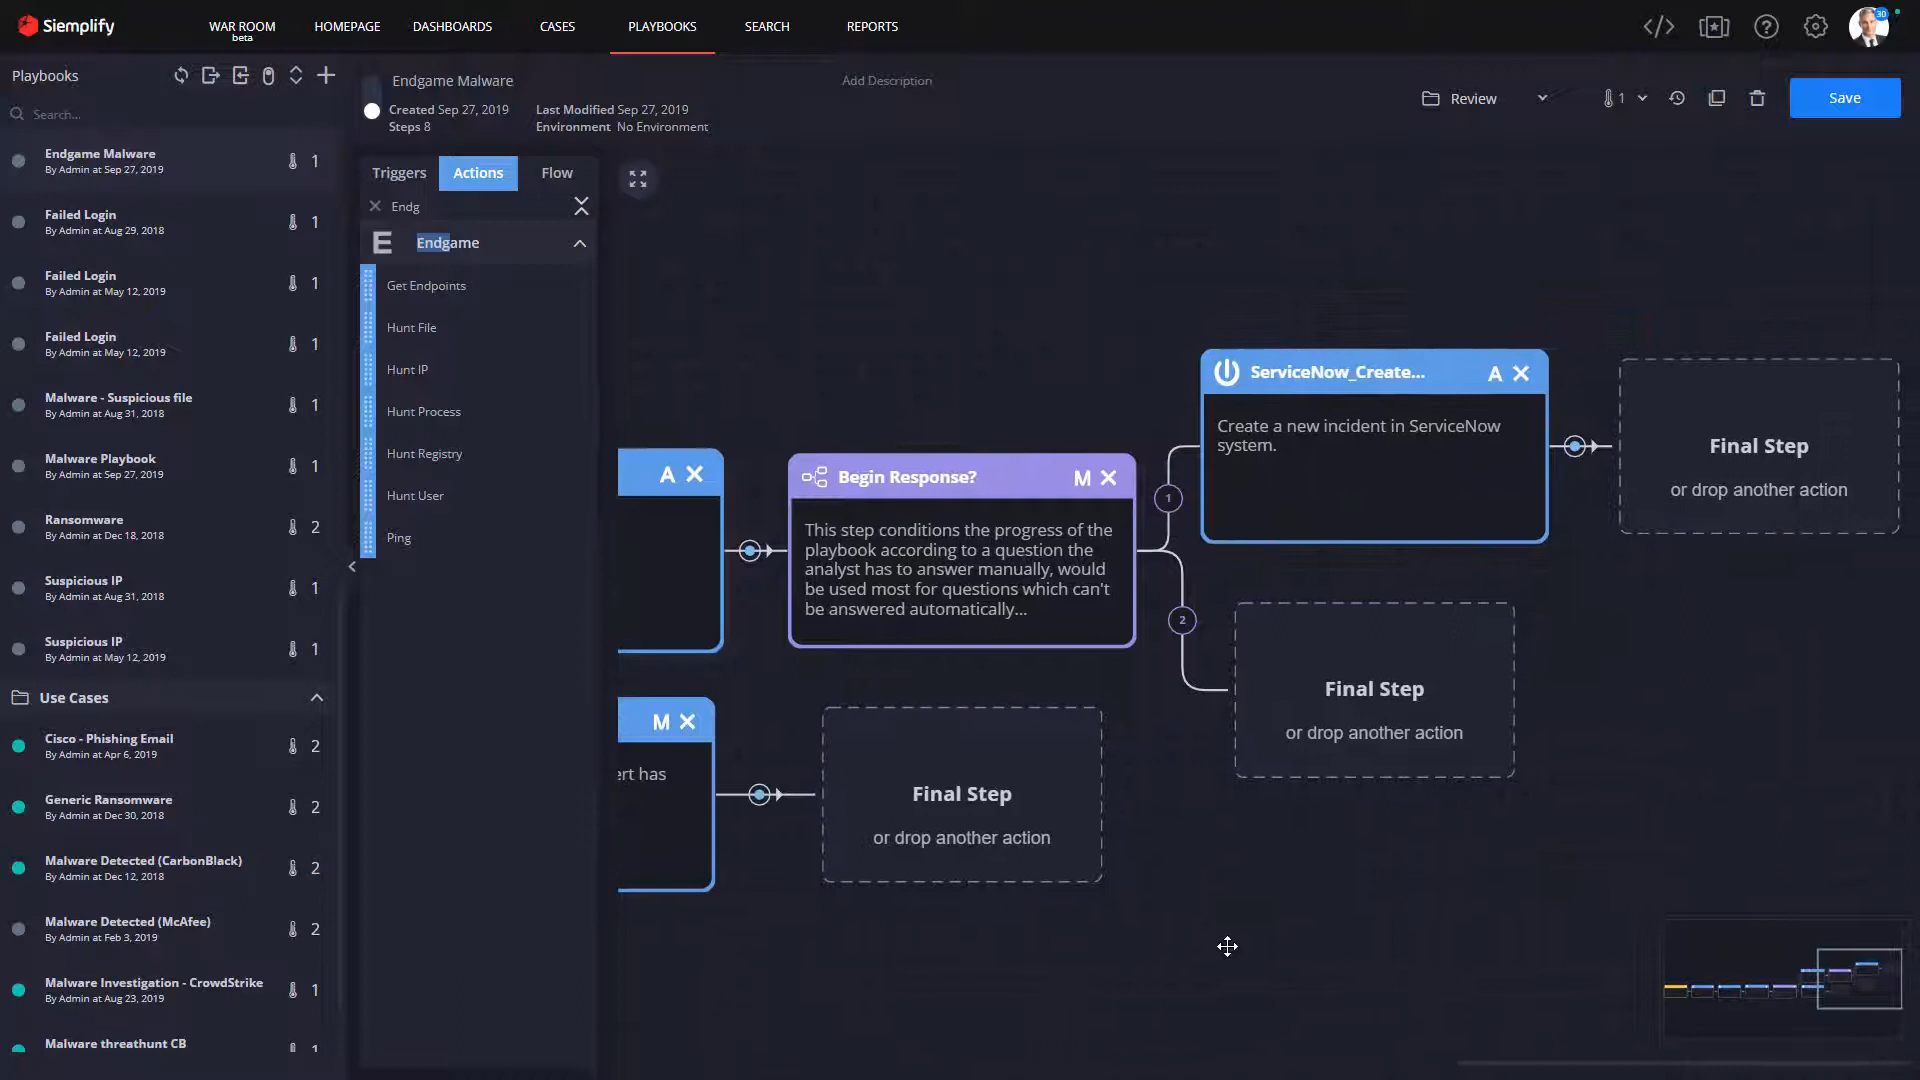 Siemplify
WAR ROOM
beta
HOMEPAGE
DASHBOARDS
CASES
PLAYBOOKS
SEARCH
REPORTS
30
Playbooks
Search...
Endgame Malware
By Admin at Sep 27, 2019
1
Failed Login
By Admin at Aug 29, 2018
1
Failed Login
By Admin at May 12, 2019
1
Failed Login
By Admin at May 12, 2019
1
Malware - Suspicious file
By Admin at Aug 31, 2018
1
Malware Playbook
By Admin at Sep 27, 2019
1
Ransomware
By Admin at Dec 18, 2018
2
Suspicious IP
By Admin at Aug 31, 2018
1
Suspicious IP
By Admin at May 12, 2019
1
Use Cases
Cisco - Phishing Email
By Admin at Apr 6, 2019
2
Generic Ransomware
By Admin at Dec 30, 2018
2
Malware Detected (CarbonBlack)
By Admin at Dec 12, 2018
2
Malware Detected (McAfee)
By Admin at Feb 3, 2019
2
Malware Investigation - CrowdStrike
By Admin at Aug 23, 2019
1
Malware threathunt CB
1
Endgame Malware
Add Description
Created Sep 27, 2019
Last Modified Sep 27, 2019
Steps 8
Environment No Environment
Review
1
Save
Triggers
Actions
Flow
Endg
E Endgame
Get Endpoints
Hunt File
Hunt IP
Hunt Process
Hunt Registry
Hunt User
Ping
A
M
ert has
Begin Response?
M
This step conditions the progress of the
playbook according to a question the
analyst has to answer manually, would
be used most for questions which can't
be answered automatically...
1
2
ServiceNow_Create...
A
Create a new incident in ServiceNow
system.
Final Step
or drop another action
Final Step
or drop another action
Final Step
or drop another action